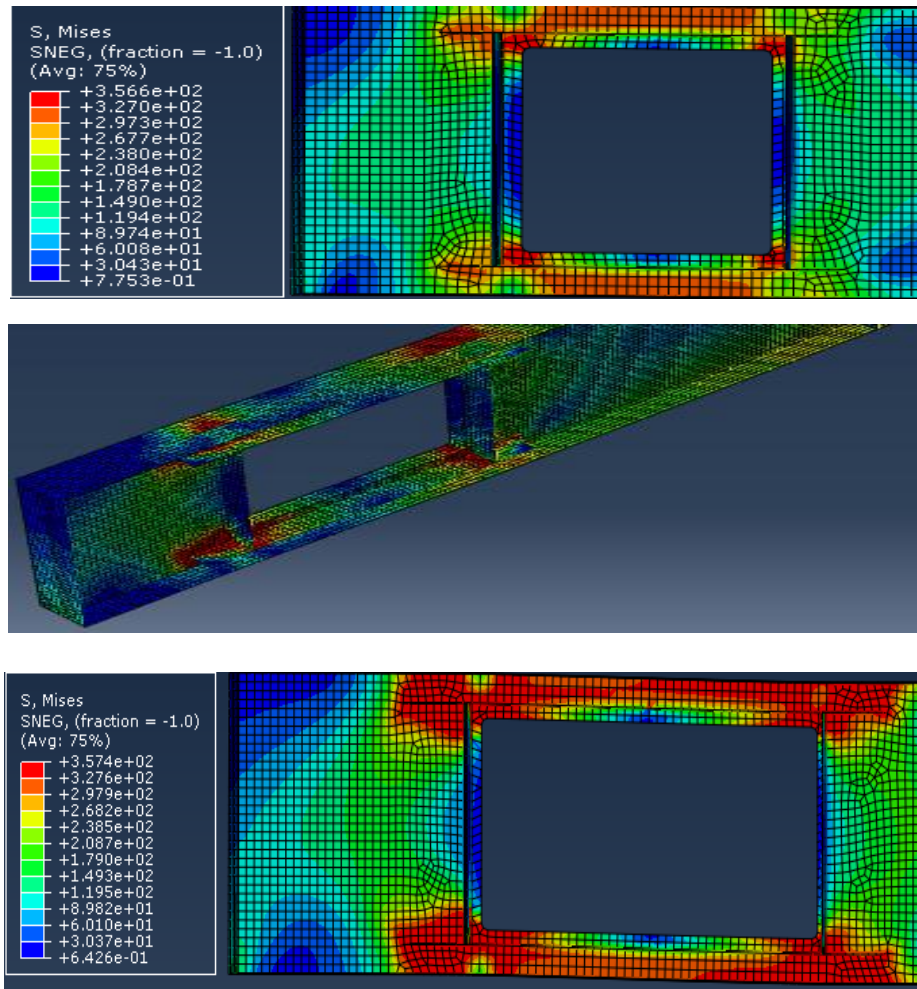 S, Mises
SNEG, (fraction = -1.0)
(Avg: 75%)
+3.566e+02
+3.270e+02
+2.973e+02
+2.677e+02
+2.380e+02
+2.084e+02
+1.787e+02
+1.490e+02
+1.194e+02
+8.974e+01
+6.008e+01
+3.043e+01
+7.753e-01
S, Mises
SNEG, (fraction = -1.0)
(Avg: 75%)
+3.574e+02
+3.276e+02
+2.979e+02
+2.682e+02
+2.385e+02
+2.087e+02
+1.790e+02
+1.493e+02
+1.195e+02
+8.982e+01
+6.010e+01
+3.037e+01
+6.426e-01